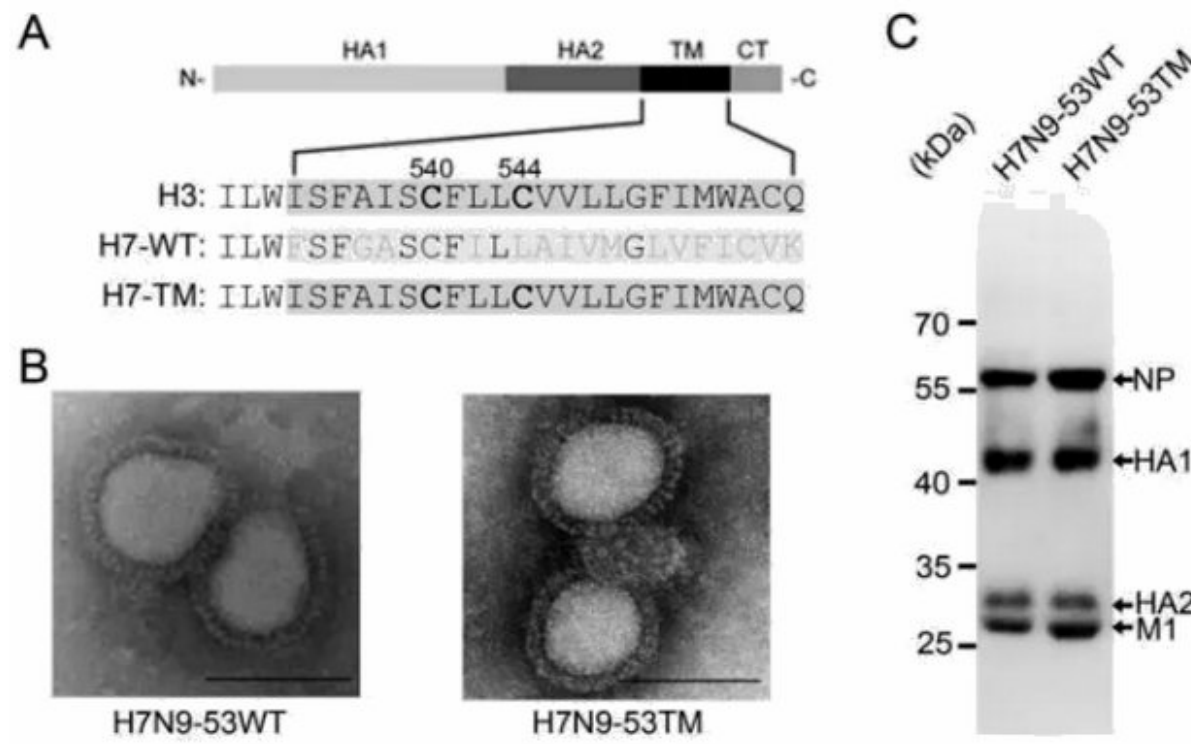 A
HA1 HA2 TM CT
N- -C
540 544
H3: ILWISFAISCFLLCVVLLGFIMWACQ
H7-WT: ILWFSFGASCFILLAIVMGLVFICVK
H7-TM: ILWISFAISCFLLCVVLLGFIMWACQ
B
H7N9-53WT H7N9-53TM
C
(kDa) H7N9-53WT H7N9-53TM
70
NP
55
HA1
40
35
HA2
M1
25